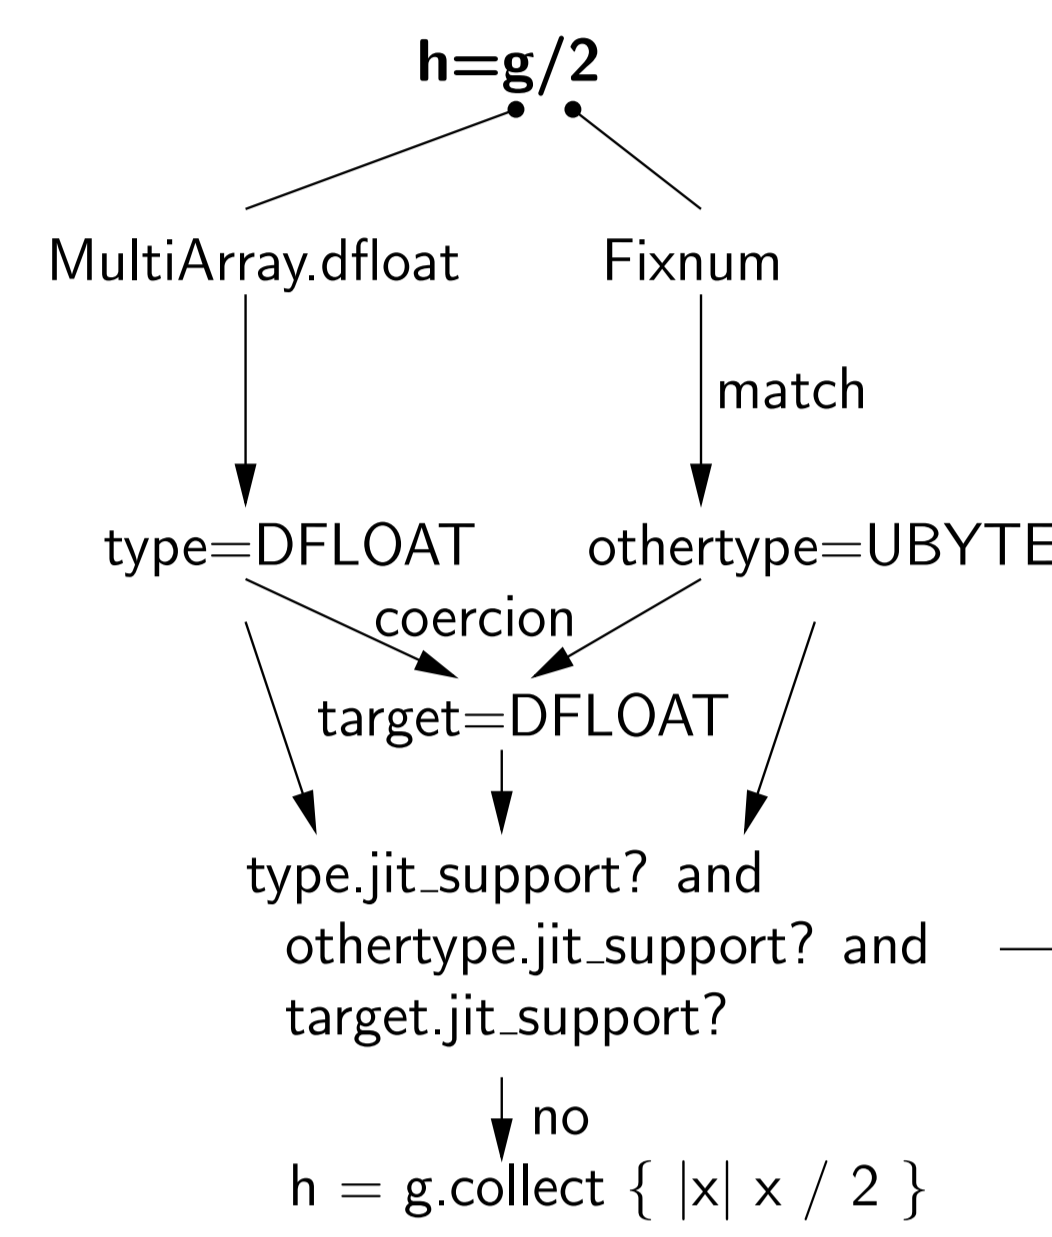 h=g/2
MultiArray.dfloat Fixnum
match
type=DFLOAT othertype=UBYTE
coercion
target=DFLOAT
type.jit_support? and
othertype.jit_support? and
target.jit_support?
no
h = g.collect { |x| x / 2 }